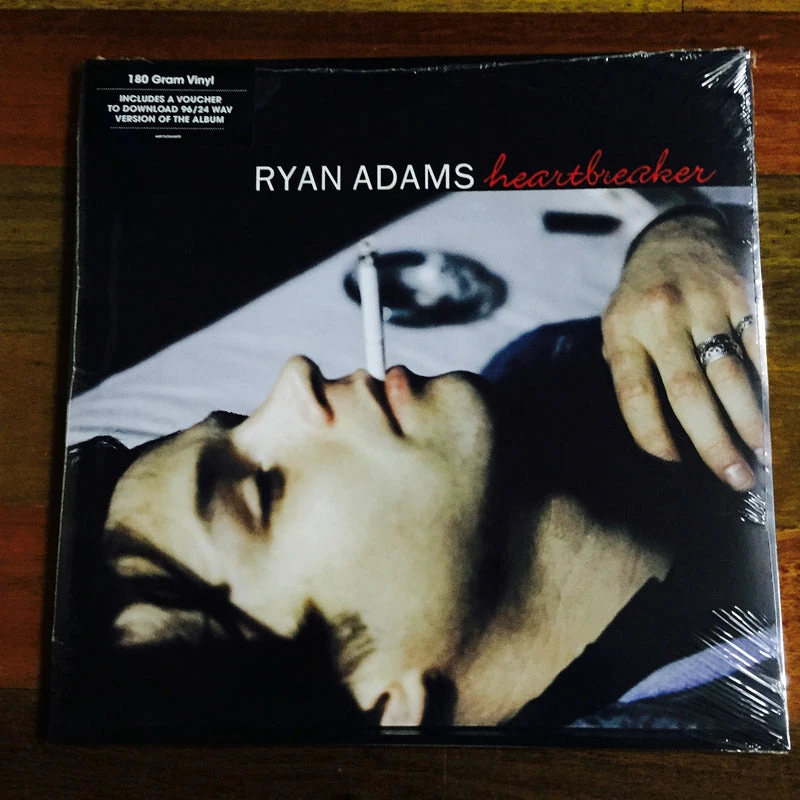 180 Gram Vinyl
INCLUDES A VOUCHER
TO DOWNLOAD 96/24 WAV
VERSION OF THE ALBUM
RYAN ADAMS heartbreaker